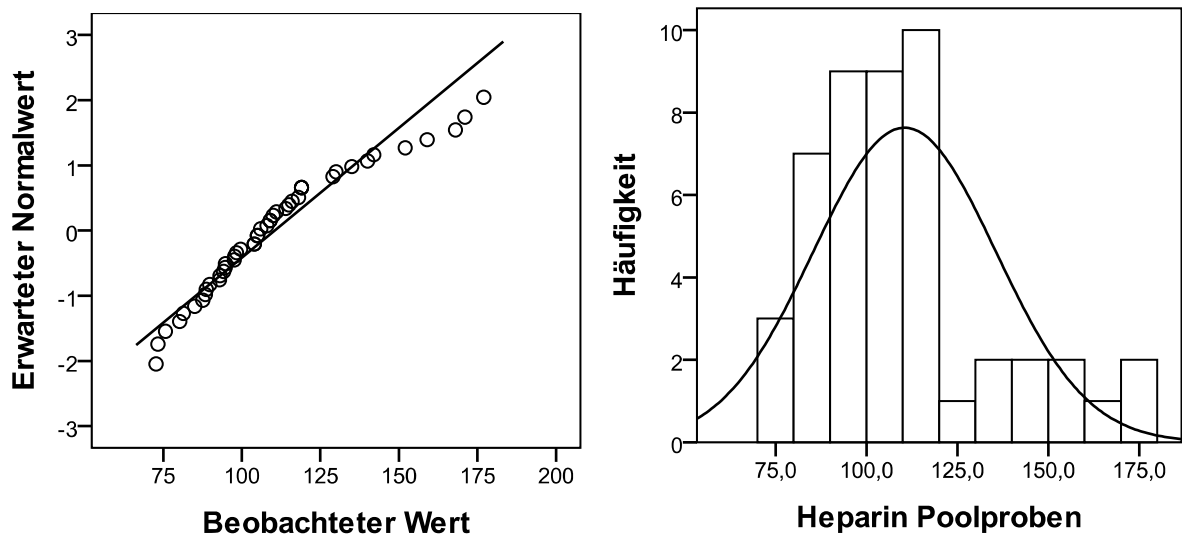 Erwarteter Normalwert
3
2
1
0
-1
-2
-3
75 100 125 150 175 200
Beobachteter Wert
Häufigkeit
10
8
6
4
2
0
75,0 100,0 125,0 150,0 175,0
Heparin Poolproben